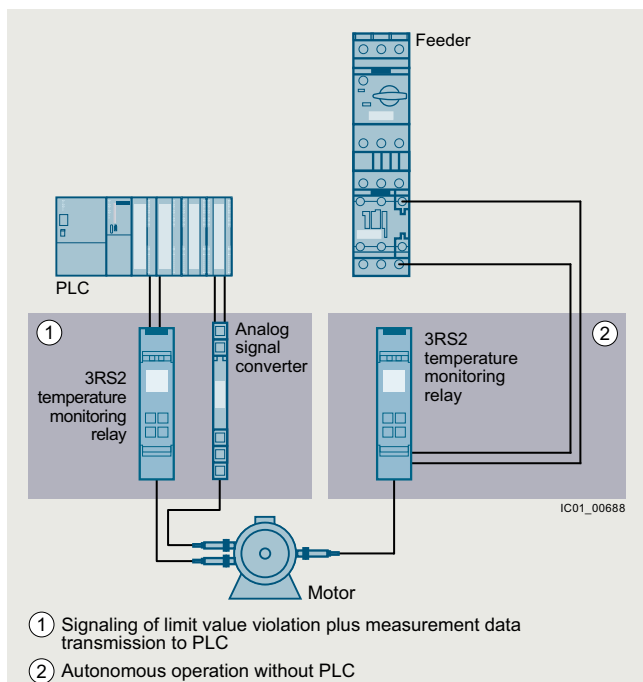 Feeder
PLC
1
3RS2
temperature
monitoring
relay
Analog
signal
converter
3RS2
temperature
monitoring
relay
2
IC01_00688
Motor
1 Signaling of limit value violation plus measurement data
transmission to PLC
2 Autonomous operation without PLC